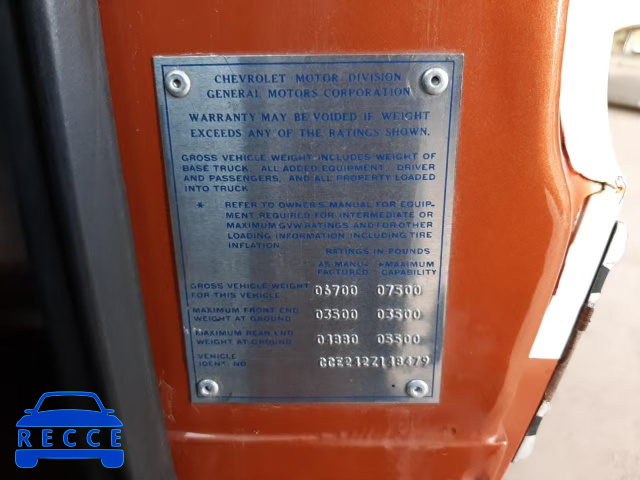 CHEVROLET MOTOR DIVISION
GENERAL MOTORS CORPORATION
WARRANTY MAY BE VOIDED IF WEIGHT
EXCEEDS ANY OF THE RATINGS SHOWN.
GROSS VEHICLE WEIGHT INCLUDES WEIGHT OF
BASE TRUCK, ALL ADDED EQUIPMENT, DRIVER
AND PASSENGERS, AND ALL PROPERTY LOADED
INTO TRUCK
* REFER TO OWNER'S MANUAL FOR EQUIP-
MENT REQUIRED FOR INTERMEDIATE OR
MAXIMUM GVW RATINGS AND FOR OTHER
LOADING INFORMATION INCLUDING TIRE
INFLATION.
RATINGS IN POUNDS
AS MANU- *MAXIMUM
FACTURED CAPABILITY
GROSS VEHICLE WEIGHT
FOR THIS VEHICLE 06700 07500
MAXIMUM FRONT END
WEIGHT AT GROUND 03500 03500
MAXIMUM REAR END
WEIGHT AT GROUND 04880 05500
VEHICLE
IDENT. NO. CCE242Z148479
RECCE